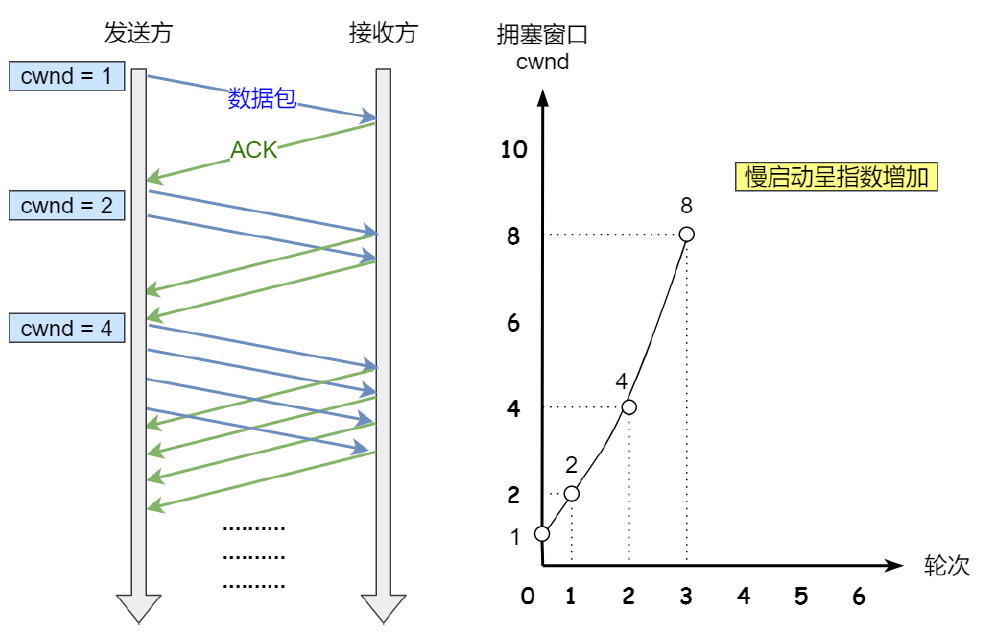 发送方
接收方
cwnd = 1
数据包
ACK
cwnd = 2
cwnd = 4
..........
..........
..........
拥塞窗口
cwnd
慢启动呈指数增加
10
8
6
4
2
1
8
4
2
0 1 2 3 4 5 6
轮次